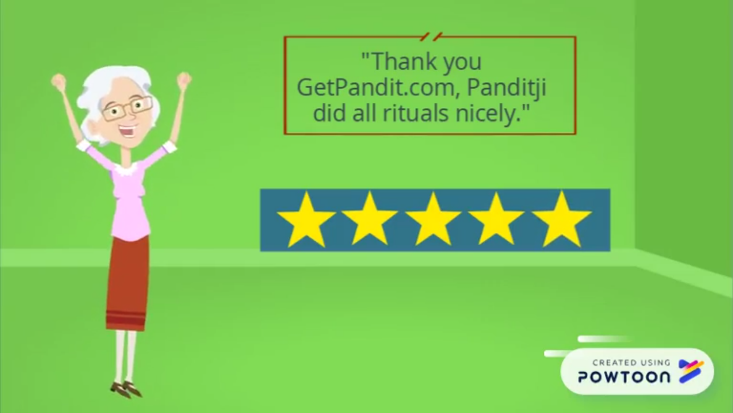 "Thank you
GetPandit.com, Panditji
did all rituals nicely."
CREATED USING
POWTOON